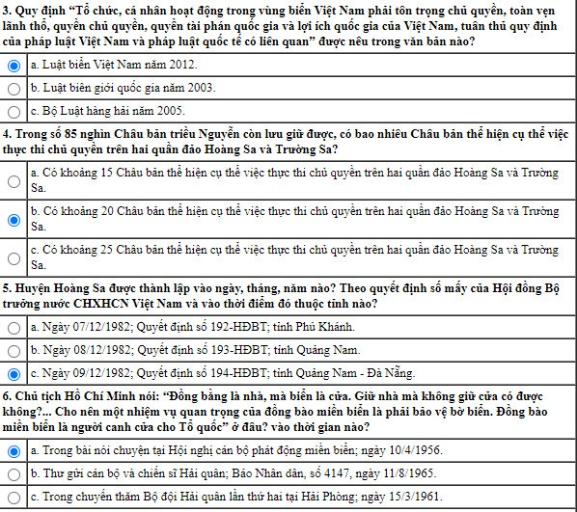 3. Quy định “Tổ chức, cá nhân hoạt động trong vùng biển Việt Nam phải tôn trọng chủ quyền, toàn vẹn
lãnh thổ, quyền chủ quyền, quyền tài phán quốc gia và lợi ích quốc gia của Việt Nam, tuân thủ quy định
của pháp luật Việt Nam và pháp luật quốc tế có liên quan” được nêu trong văn bản nào?
a. Luật biển Việt Nam năm 2012.
b. Luật biên giới quốc gia năm 2003.
c. Bộ Luật hàng hải năm 2005.
4. Trong số 85 nghìn Châu bản triều Nguyễn còn lưu giữ được, có bao nhiêu Châu bản thể hiện cụ thể việc
thực thi chủ quyền trên hai quần đảo Hoàng Sa và Trường Sa?
a. Có khoảng 15 Châu bản thể hiện cụ thể việc thực thi chủ quyền trên hai quần đảo Hoàng Sa và Trường
Sa.
b. Có khoảng 20 Châu bản thể hiện cụ thể việc thực thi chủ quyền trên hai quần đảo Hoàng Sa và Trường
Sa.
c. Có khoảng 25 Châu bản thể hiện cụ thể việc thực thi chủ quyền trên hai quần đảo Hoàng Sa và Trường
Sa.
5. Huyện Hoàng Sa được thành lập vào ngày, tháng, năm nào? Theo quyết định số mấy của Hội đồng Bộ
trưởng nước CHXHCN Việt Nam và vào thời điểm đó thuộc tỉnh nào?
a. Ngày 07/12/1982; Quyết định số 192-HĐBT; tỉnh Phú Khánh.
b. Ngày 08/12/1982; Quyết định số 193-HĐBT; tỉnh Quảng Nam.
c. Ngày 09/12/1982; Quyết định số 194-HĐBT; tỉnh Quảng Nam - Đà Nẵng.
6. Chủ tịch Hồ Chí Minh nói: “Đồng bằng là nhà, mà biển là cửa. Giữ nhà mà không giữ cửa có được
không?... Cho nên một nhiệm vụ quan trọng của đồng bào miền biển là phải bảo vệ bờ biển. Đồng bào
miền biển là người canh cửa cho Tổ quốc” ở đâu? vào thời gian nào?
a. Trong bài nói chuyện tại Hội nghị cán bộ phát động miền biển; ngày 10/4/1956.
b. Thư gửi cán bộ và chiến sĩ Hải quân; Báo Nhân dân, số 4147, ngày 11/8/1965.
c. Trong chuyến thăm Bộ đội Hải quân lần thứ hai tại Hải Phòng; ngày 15/3/1961.